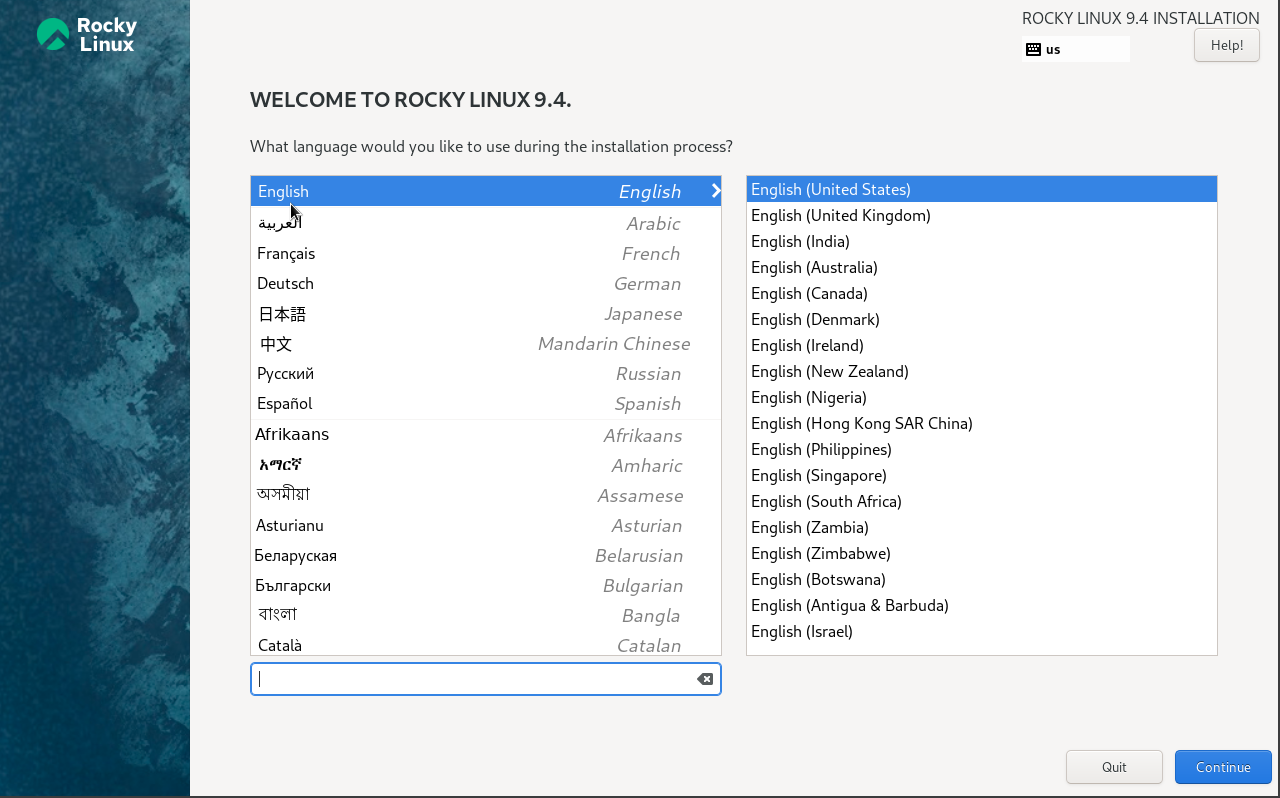 Rocky
Linux
ROCKY LINUX 9.4 INSTALLATION
us
Help!
WELCOME TO ROCKY LINUX 9.4.
What language would you like to use during the installation process?
English English
العربية Arabic
Français French
Deutsch German
日本語 Japanese
中文 Mandarin Chinese
Русский Russian
Español Spanish
Afrikaans Afrikaans
አማርኛ Amharic
অসমীয়া Assamese
Asturianu Asturian
Беларуская Belarusian
Български Bulgarian
বাংলা Bangla
Català Catalan
English (United States)
English (United Kingdom)
English (India)
English (Australia)
English (Canada)
English (Denmark)
English (Ireland)
English (New Zealand)
English (Nigeria)
English (Hong Kong SAR China)
English (Philippines)
English (Singapore)
English (South Africa)
English (Zambia)
English (Zimbabwe)
English (Botswana)
English (Antigua & Barbuda)
English (Israel)
Quit
Continue